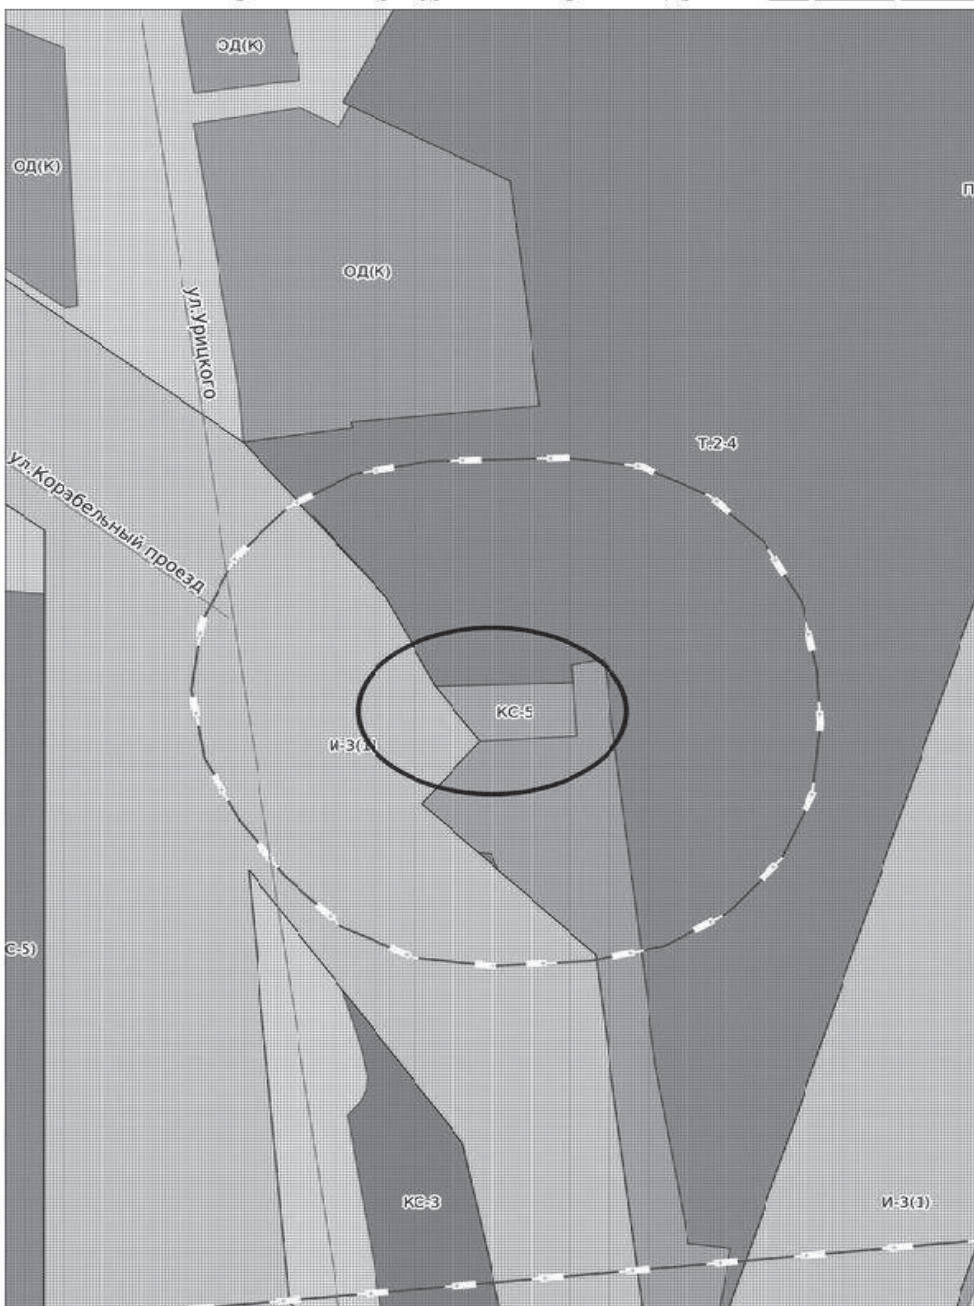 ОД(К)
ОД(К)
ОД(К)
ул.Урицкого
Т.2-4
ул.Корабельный проезд
КС-5
И-3(1)
С-5)
КС-3
И-3(1)